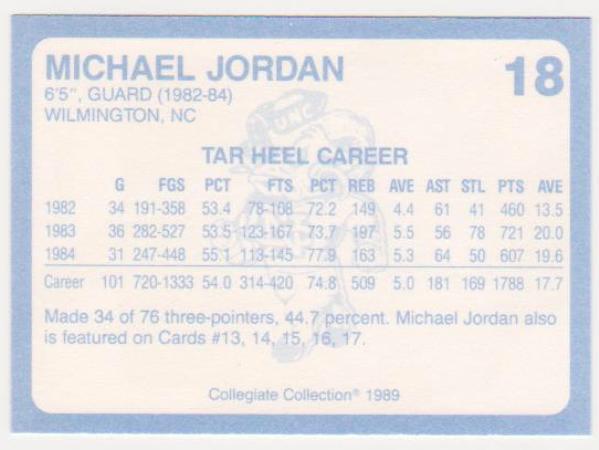 MICHAEL JORDAN 18
6'5", GUARD (1982-84)
WILMINGTON, NC
UNC
TAR HEEL CAREER
G FGS PCT FTS PCT REB AVE AST STL PTS AVE
1982 34 191-358 53.4 78-108 72.2 149 4.4 61 41 460 13.5
1983 36 282-527 53.5 123-167 73.7 197 5.5 56 78 721 20.0
1984 31 247-448 55.1 113-145 77.9 163 5.3 64 50 607 19.6
Career 101 720-1333 54.0 314-420 74.8 509 5.0 181 169 1788 17.7
Made 34 of 76 three-pointers, 44.7 percent. Michael Jordan also
is featured on Cards #13, 14, 15, 16, 17.
Collegiate Collection® 1989